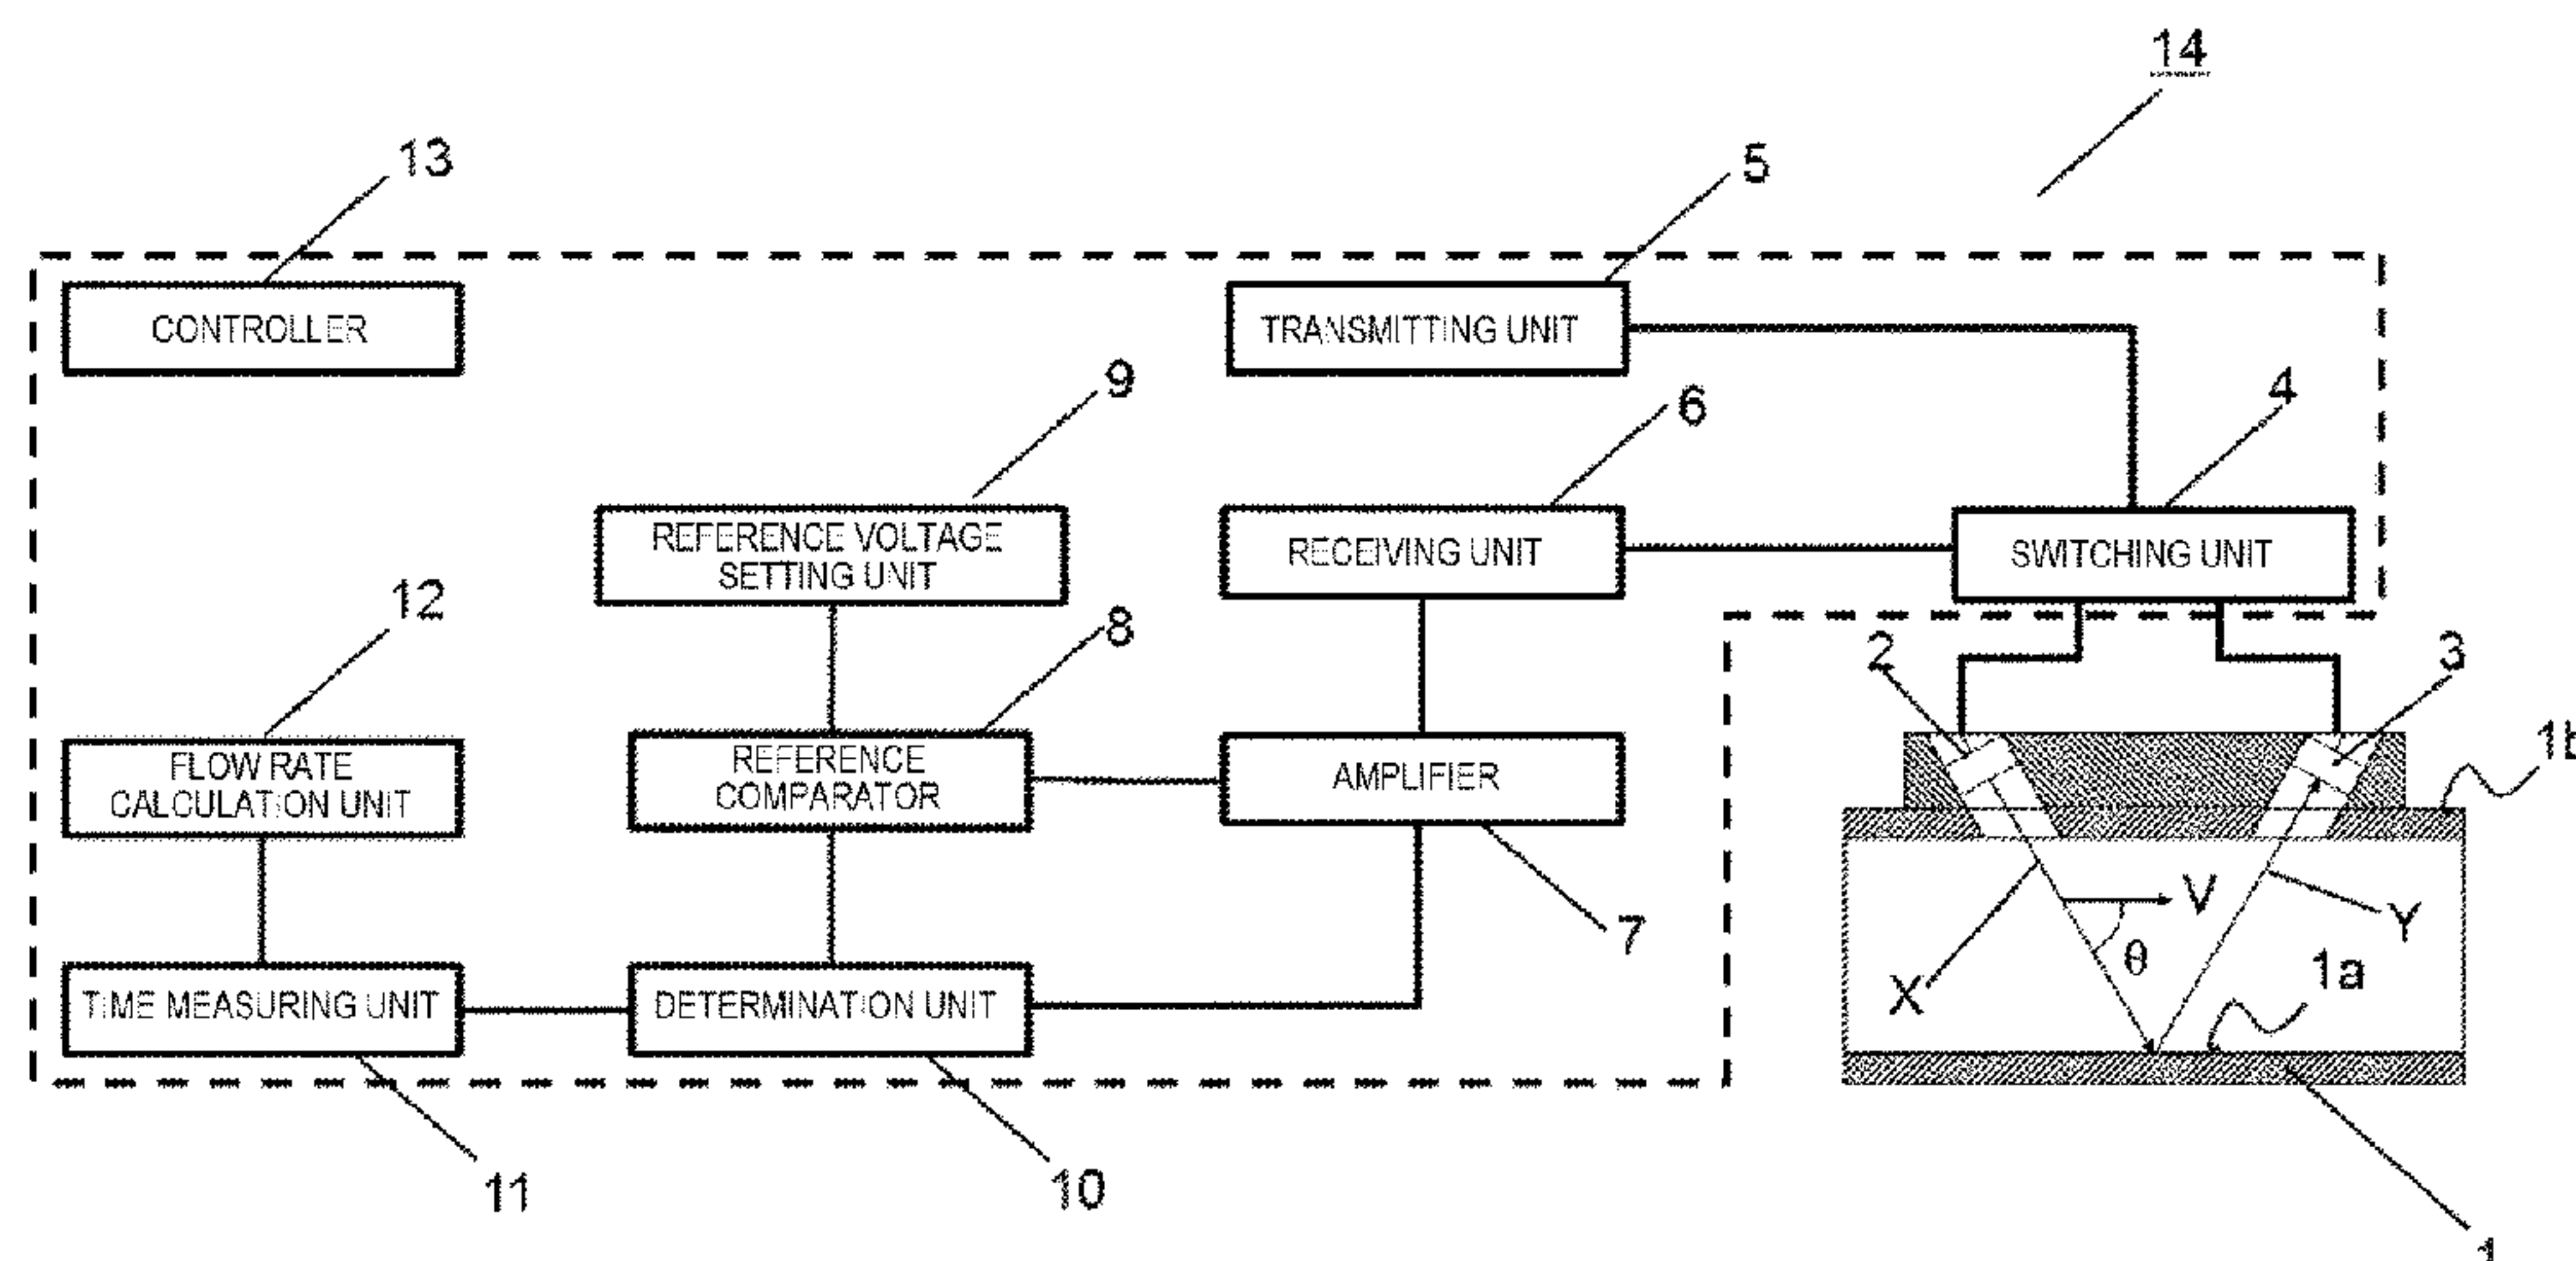 14
13
5
CONTROLLER
TRANSMITTING UNIT
9
6
4
REFERENCE VOLTAGE
SETTING UNIT
RECEIVING UNIT
SWITCHING UNIT
12
8
2
3
1b
FLOW RATE
CALCULATION UNIT
REFERENCE
COMPARATOR
AMPLIFIER
7
V
Y
θ
X
1a
TIME MEASURING UNIT
DETERMINATION UNIT
11
10
1